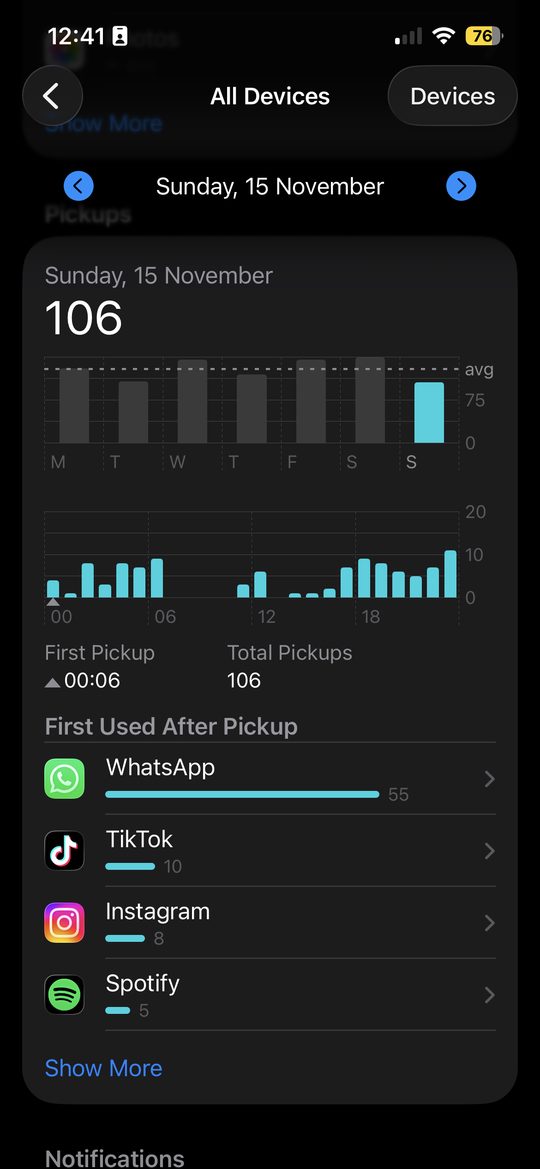 12:41
76
All Devices
Devices
Show More
Sunday, 15 November
Pickups
Sunday, 15 November
106
avg
75
0
M T W T F S S
20
10
0
00 06 12 18
First Pickup Total Pickups
00:06 106
First Used After Pickup
WhatsApp
55
TikTok
10
Instagram
8
Spotify
5
Show More
Notifications